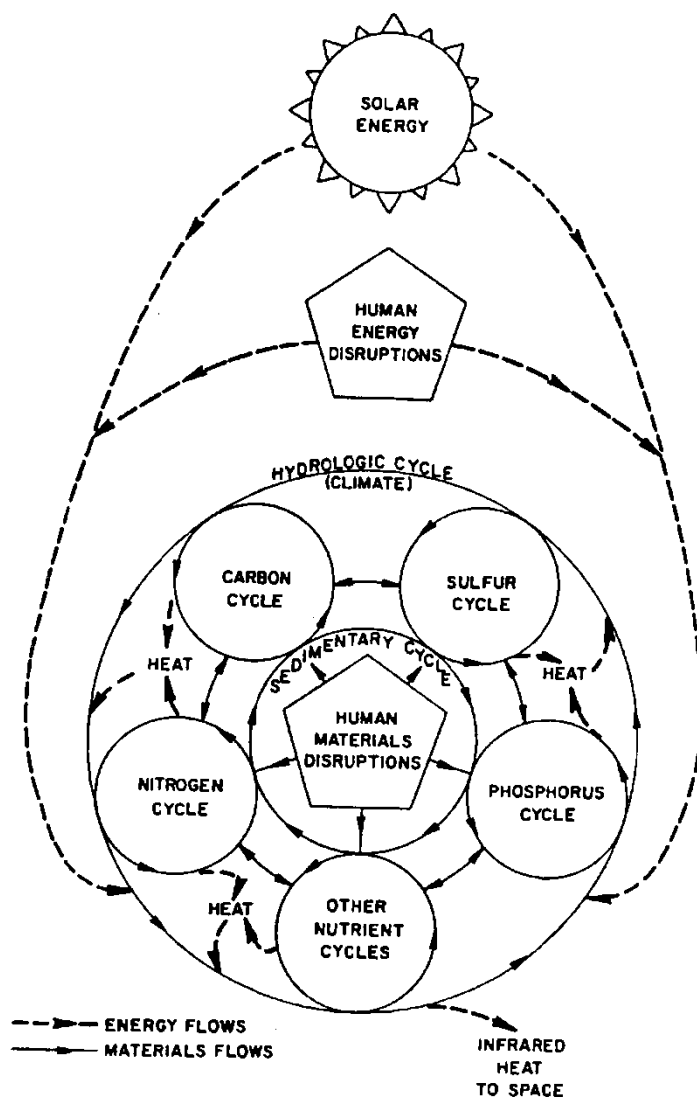 SOLAR
ENERGY
HUMAN
ENERGY
DISRUPTIONS
HYDROLOGIC CYCLE
(CLIMATE)
CARBON
CYCLE
SULFUR
CYCLE
SEDIMENTARY CYCLE
HEAT
HEAT
HUMAN
MATERIALS
DISRUPTIONS
NITROGEN
CYCLE
PHOSPHORUS
CYCLE
HEAT
OTHER
NUTRIENT
CYCLES
ENERGY FLOWS
MATERIALS FLOWS
INFRARED
HEAT
TO SPACE